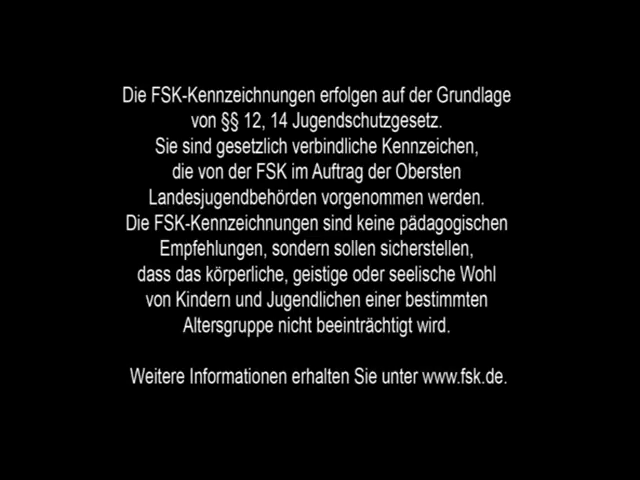 Die FSK-Kennzeichnungen erfolgen auf der Grundlage
von §§ 12, 14 Jugendschutzgesetz.
Sie sind gesetzlich verbindliche Kennzeichen,
die von der FSK im Auftrag der Obersten
Landesjugendbehörden vorgenommen werden.
Die FSK-Kennzeichnungen sind keine pädagogischen
Empfehlungen, sondern sollen sicherstellen,
dass das körperliche, geistige oder seelische Wohl
von Kindern und Jugendlichen einer bestimmten
Altersgruppe nicht beeinträchtigt wird.
Weitere Informationen erhalten Sie unter www.fsk.de.